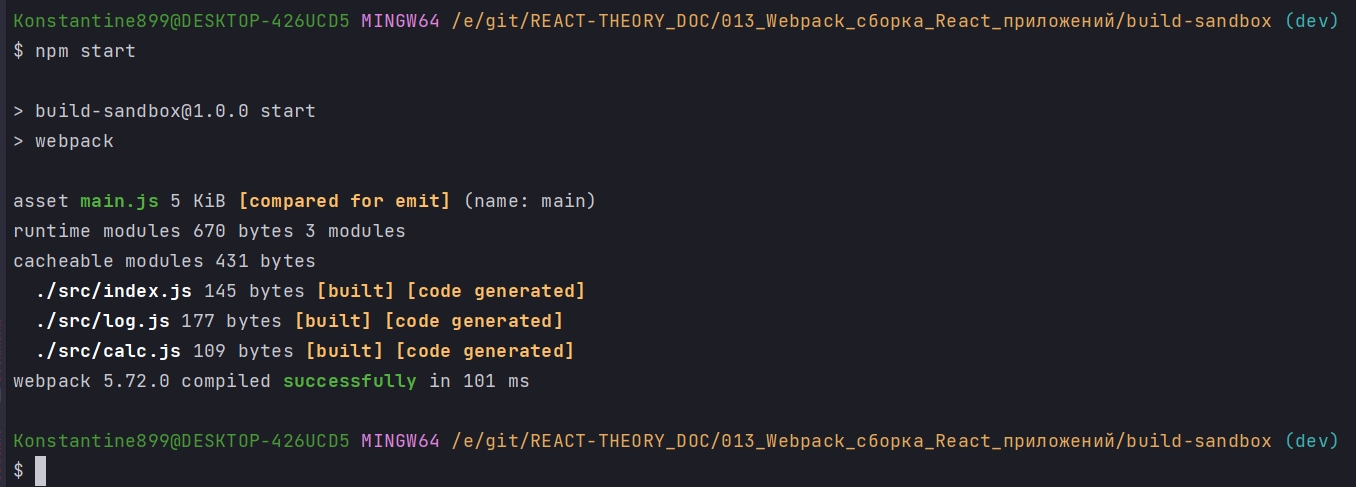 Konstantine899@DESKTOP-426UCD5 MINGW64 /e/git/REACT-THEORY_DOC/013_Webpack_сборка_React_приложений/build-sandbox (dev)
$ npm start
> build-sandbox@1.0.0 start
> webpack
asset main.js 5 KiB [compared for emit] (name: main)
runtime modules 670 bytes 3 modules
cacheable modules 431 bytes
./src/index.js 145 bytes [built] [code generated]
./src/log.js 177 bytes [built] [code generated]
./src/calc.js 109 bytes [built] [code generated]
webpack 5.72.0 compiled successfully in 101 ms
Konstantine899@DESKTOP-426UCD5 MINGW64 /e/git/REACT-THEORY_DOC/013_Webpack_сборка_React_приложений/build-sandbox (dev)
$